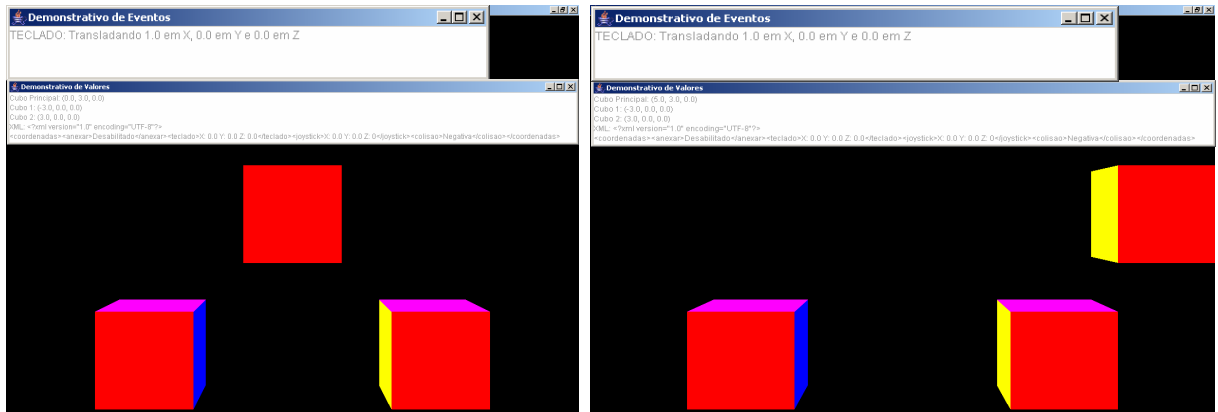 Demonstrativo de Eventos
TECLADO: Transladando 1.0 em X, 0.0 em Y e 0.0 em Z
Demonstrativo de Valores
Cubo Principal: (0.0, 3.0, 0.0)
Cubo 1: (-3.0, 0.0, 0.0)
Cubo 2: (3.0, 0.0, 0.0)
XML: <?xml version="1.0" encoding="UTF-8"?>
<coordenadas><anexar>Desabilitado</anexar><teclado>X: 0.0 Y: 0.0 Z: 0.0</teclado><joystick>X: 0.0 Y: 0.0 Z: 0</joystick><colisao>Negativa</colisao></coordenadas>
Demonstrativo de Eventos
TECLADO: Transladando 1.0 em X, 0.0 em Y e 0.0 em Z
Demonstrativo de Valores
Cubo Principal: (5.0, 3.0, 0.0)
Cubo 1: (-3.0, 0.0, 0.0)
Cubo 2: (3.0, 0.0, 0.0)
XML: <?xml version="1.0" encoding="UTF-8"?>
<coordenadas><anexar>Desabilitado</anexar><teclado>X: 0.0 Y: 0.0 Z: 0.0</teclado><joystick>X: 0.0 Y: 0.0 Z: 0</joystick><colisao>Negativa</colisao></coordenadas>